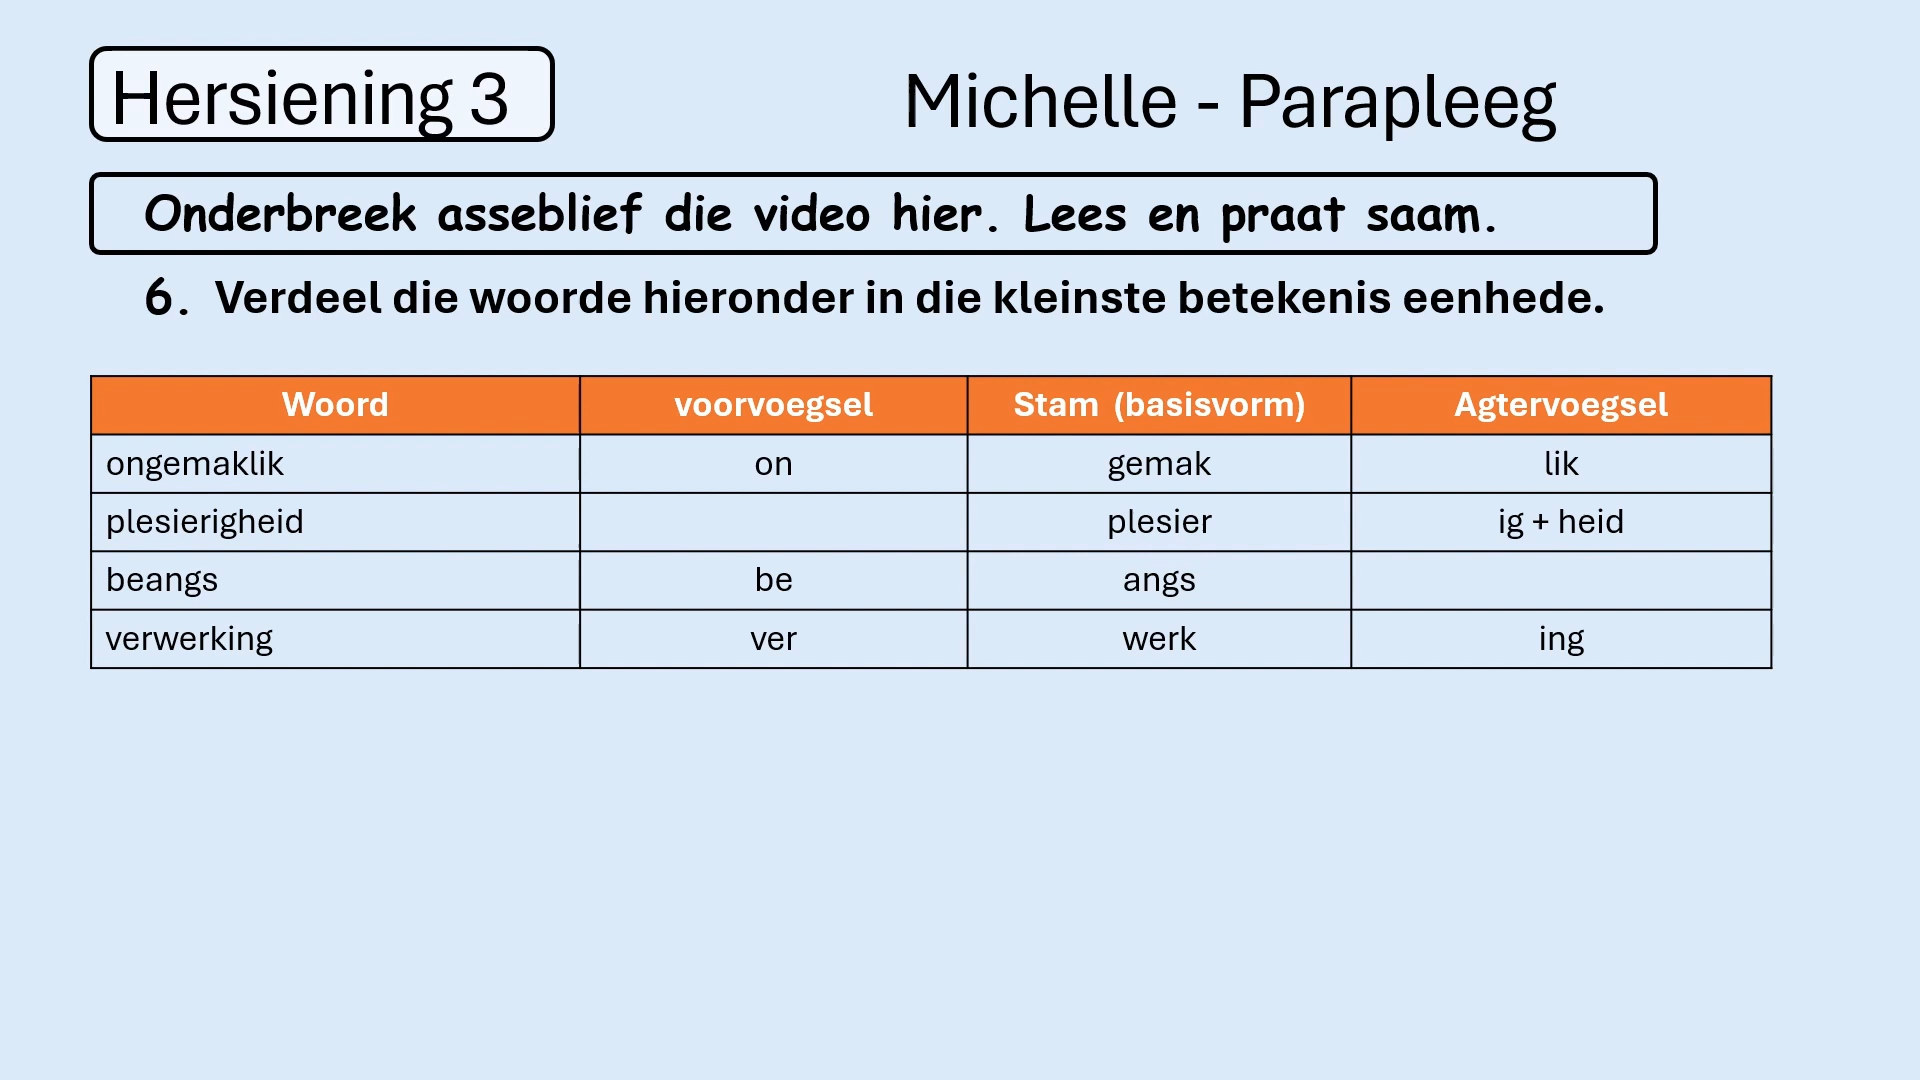 Hersiening 3
Michelle - Parapleeg
Onderbreek asseblief die video hier. Lees en praat saam.
6. Verdeel die woorde hieronder in die kleinste betekenis eenhede.
Woord voorvoegsel Stam (basisvorm) Agtervoegsel
ongemaklik on gemak lik
plesierigheid plesier ig + heid
beangs be angs
verwerking ver werk ing